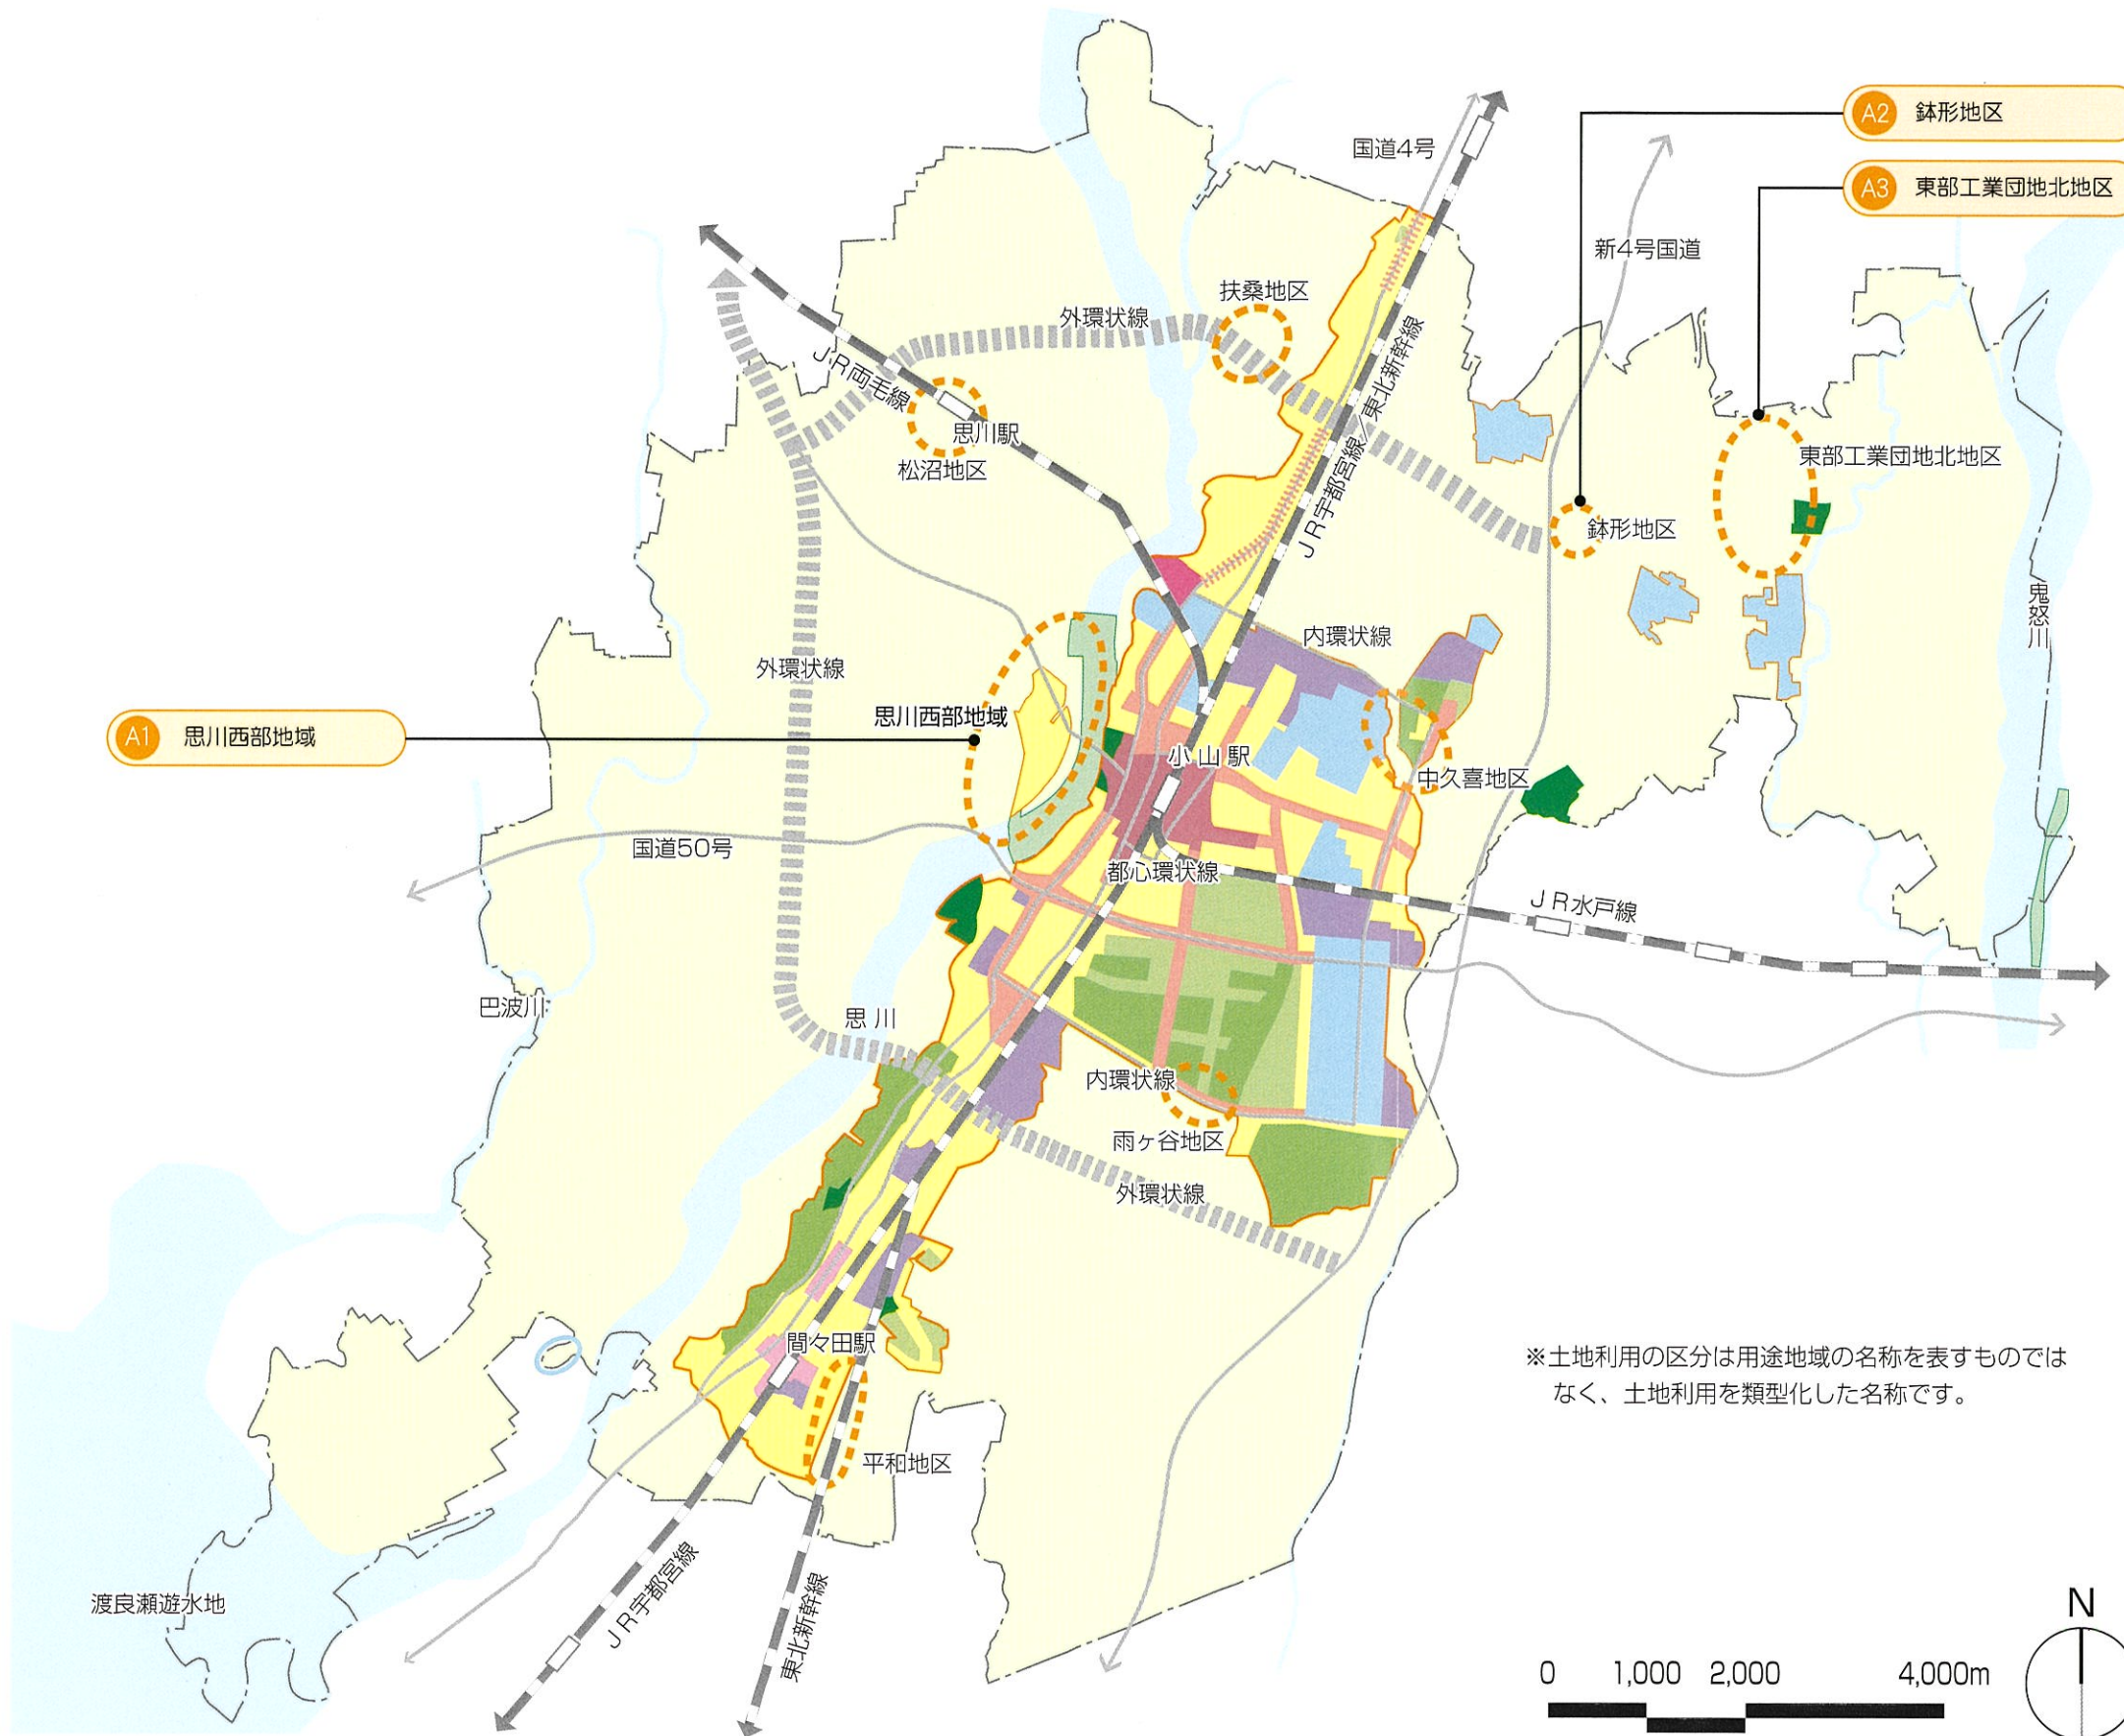 A2 鉢形地区
国道4号
A3 東部工業団地北地区
新4号国道
扶桑地区
外環状線
JR両毛線
JR宇都宮線／東北新幹線
思川駅
東部工業団地北地区
松沼地区
鉢形地区
鬼怒川
内環状線
外環状線
思川西部地域
A1 思川西部地域
小山駅
中久喜地区
国道50号
都心環状線
JR水戸線
巴波川
思川
内環状線
雨ヶ谷地区
外環状線
間々田駅
※土地利用の区分は用途地域の名称を表すものでは
なく、土地利用を類型化した名称です。
平和地区
JR宇都宮線
東北新幹線
渡良瀬遊水地
N
0 1,000 2,000 4,000m